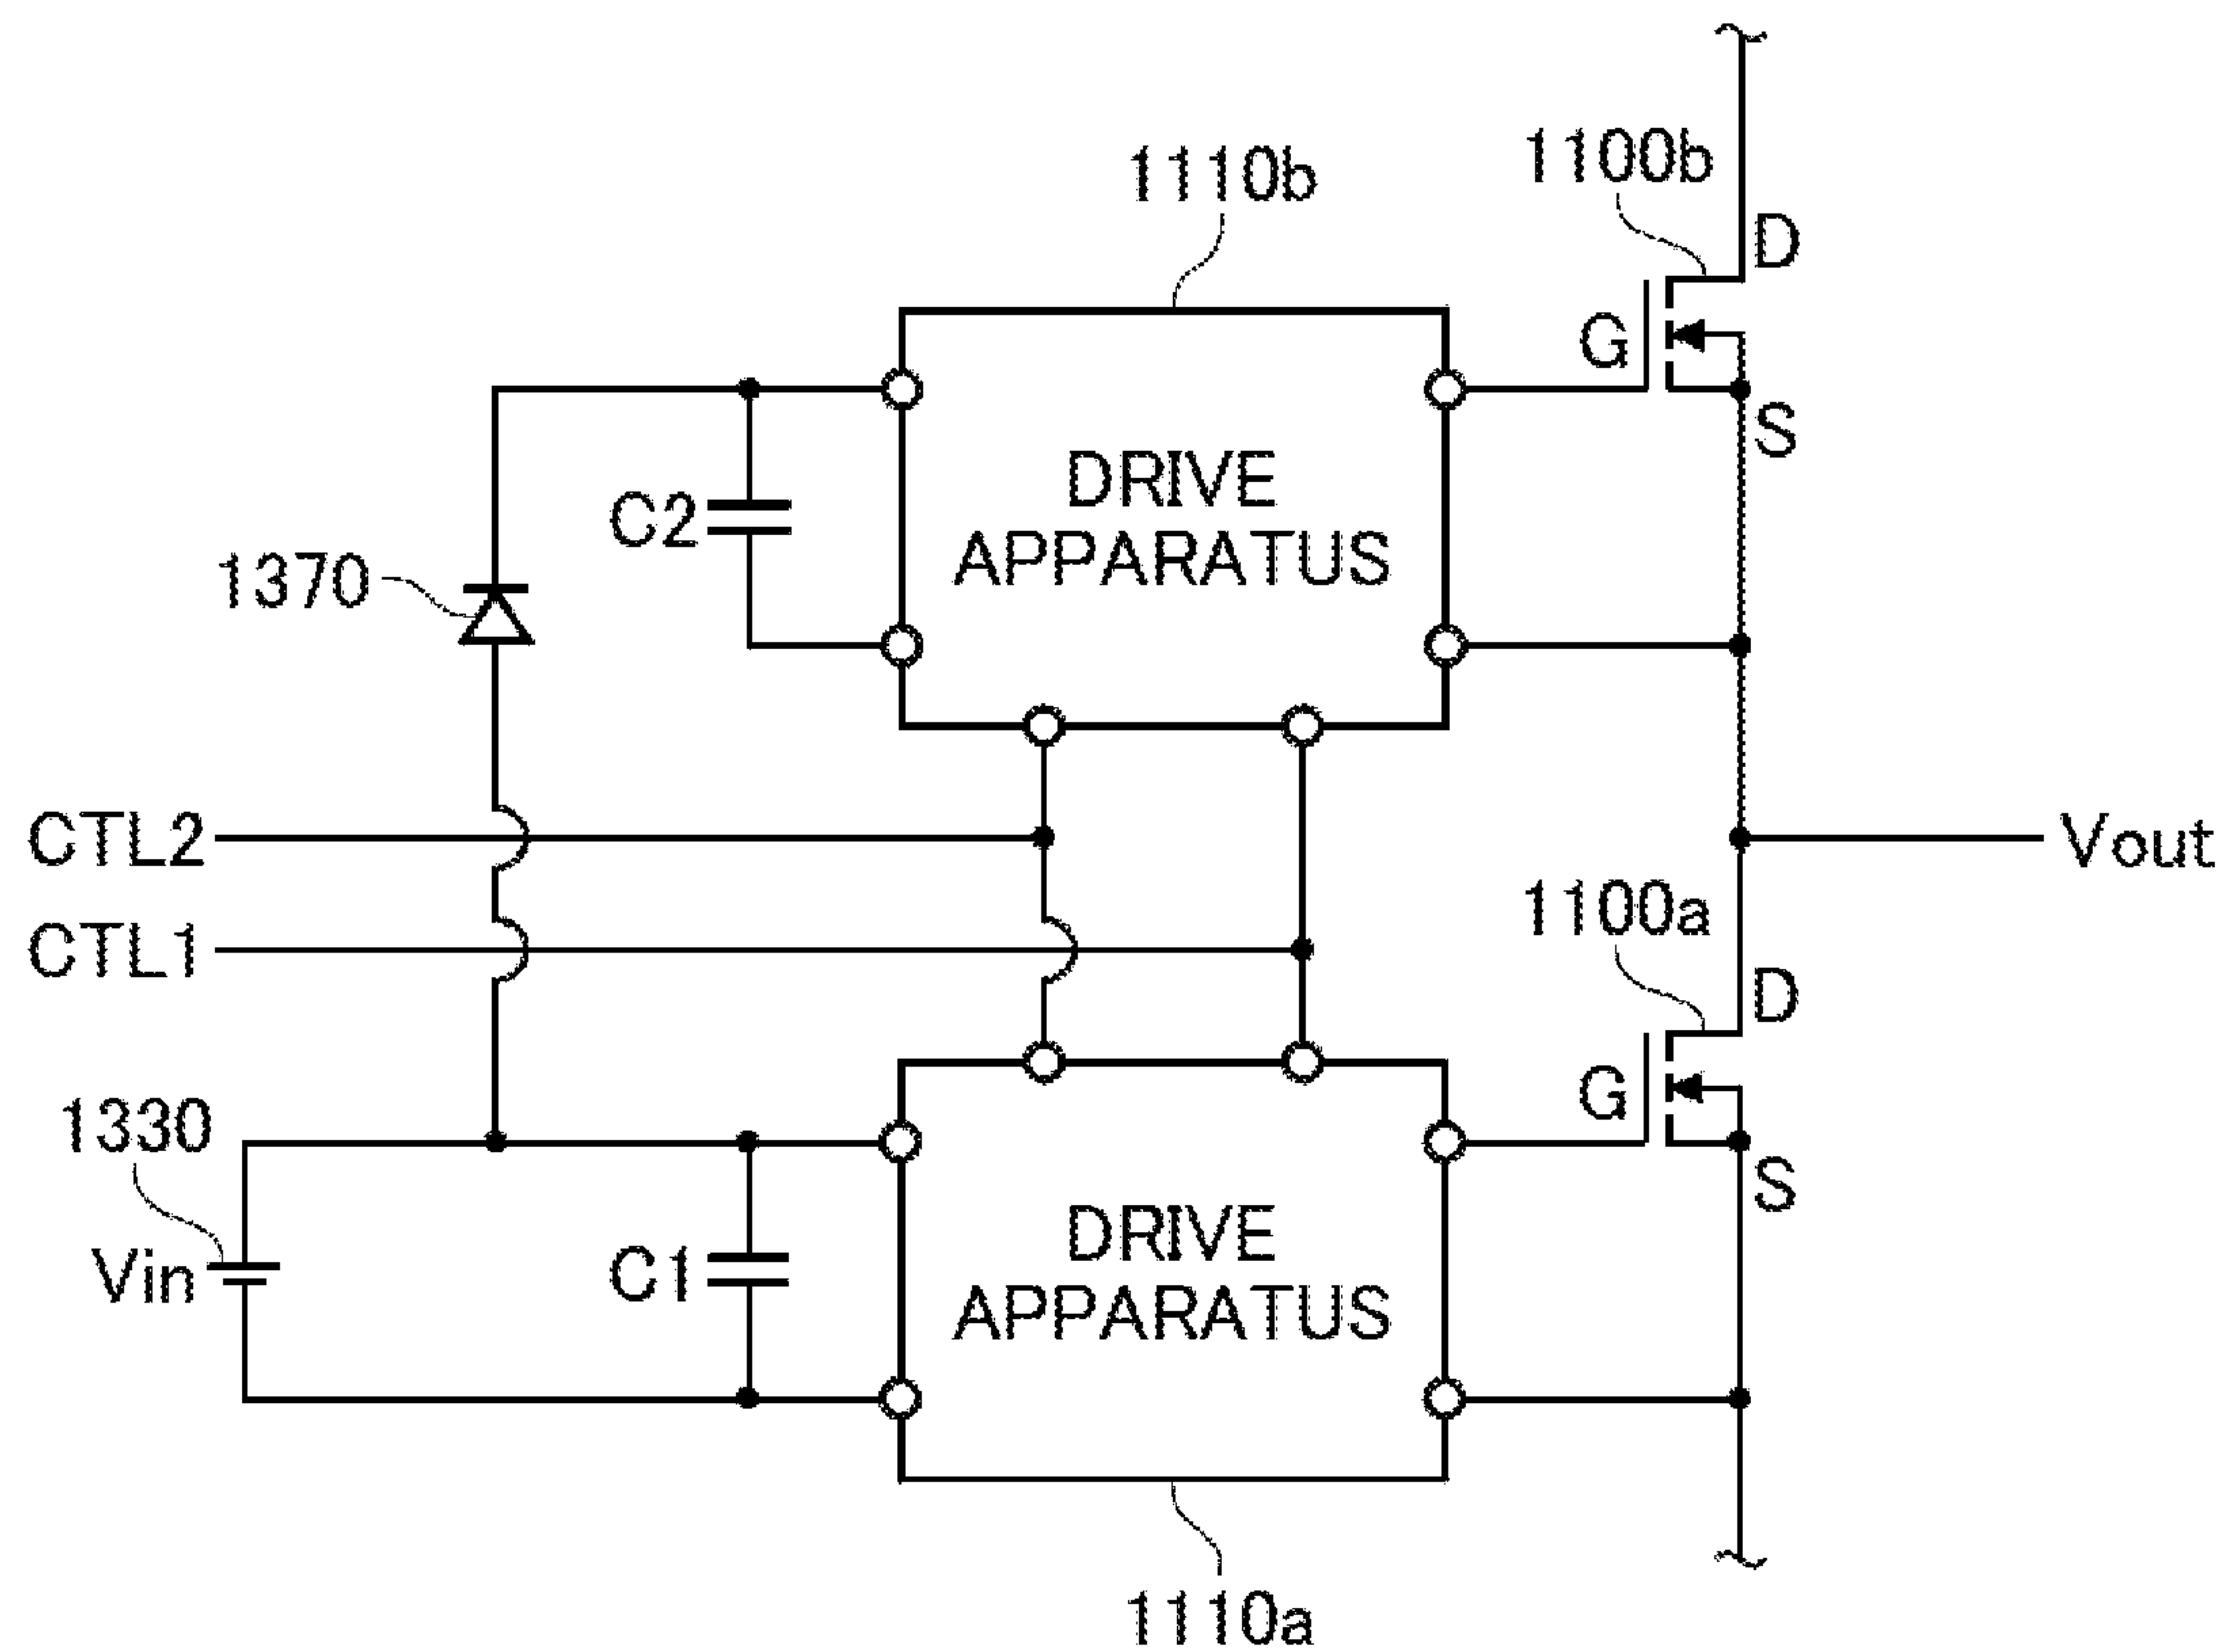 1110b
1100b
D
G
S
DRIVE
APPARATUS
C2
1370
CTL2
Vout
CTL1
1100a
D
G
S
1330
Vin
C1
DRIVE
APPARATUS
1110a